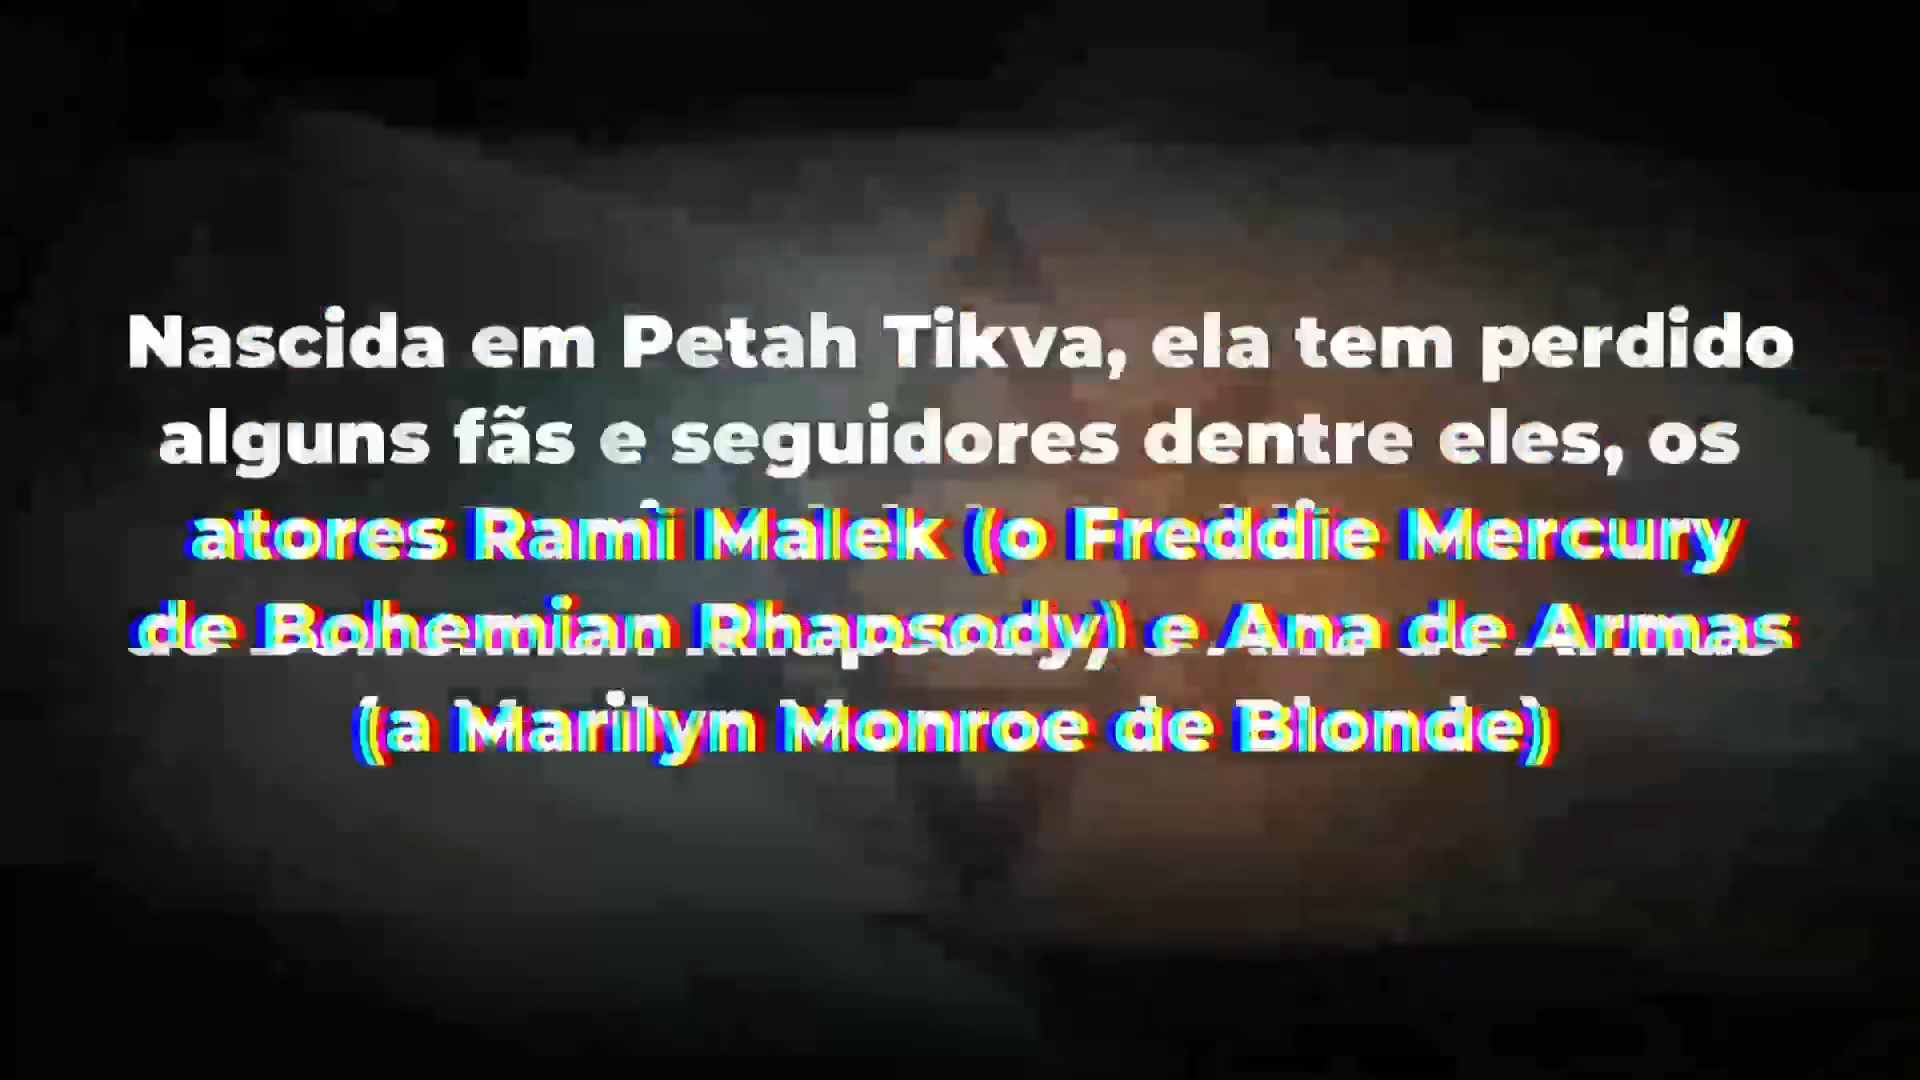 Nascida em Petah Tikva, ela tem perdido
alguns fãs e seguidores dentre eles, os
atores Rami Malek (o Freddie Mercury
de Bohemian Rhapsody) e Ana de Armas
(a Marilyn Monroe de Blonde)